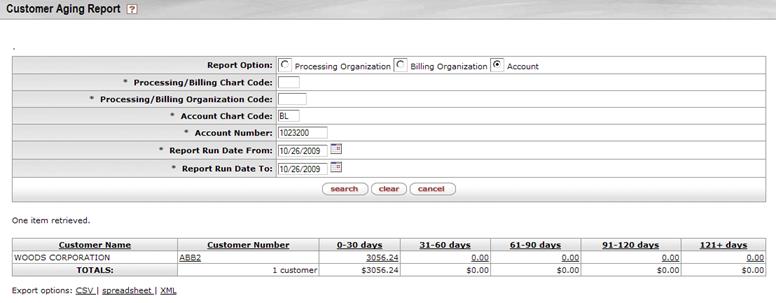 Customer Aging Report ?
Report Option: Processing Organization Billing Organization Account
* Processing/Billing Chart Code:
* Processing/Billing Organization Code:
* Account Chart Code: BL
* Account Number: 1023200
* Report Run Date From: 10/26/2009
* Report Run Date To: 10/26/2009
search clear cancel
One item retrieved.
Customer Name Customer Number 0-30 days 31-60 days 61-90 days 91-120 days 121+ days
WOODS CORPORATION ABB2 3056.24 0.00 0.00 0.00 0.00
TOTALS: 1 customer $3056.24 $0.00 $0.00 $0.00 $0.00
Export options: CSV | spreadsheet | XML